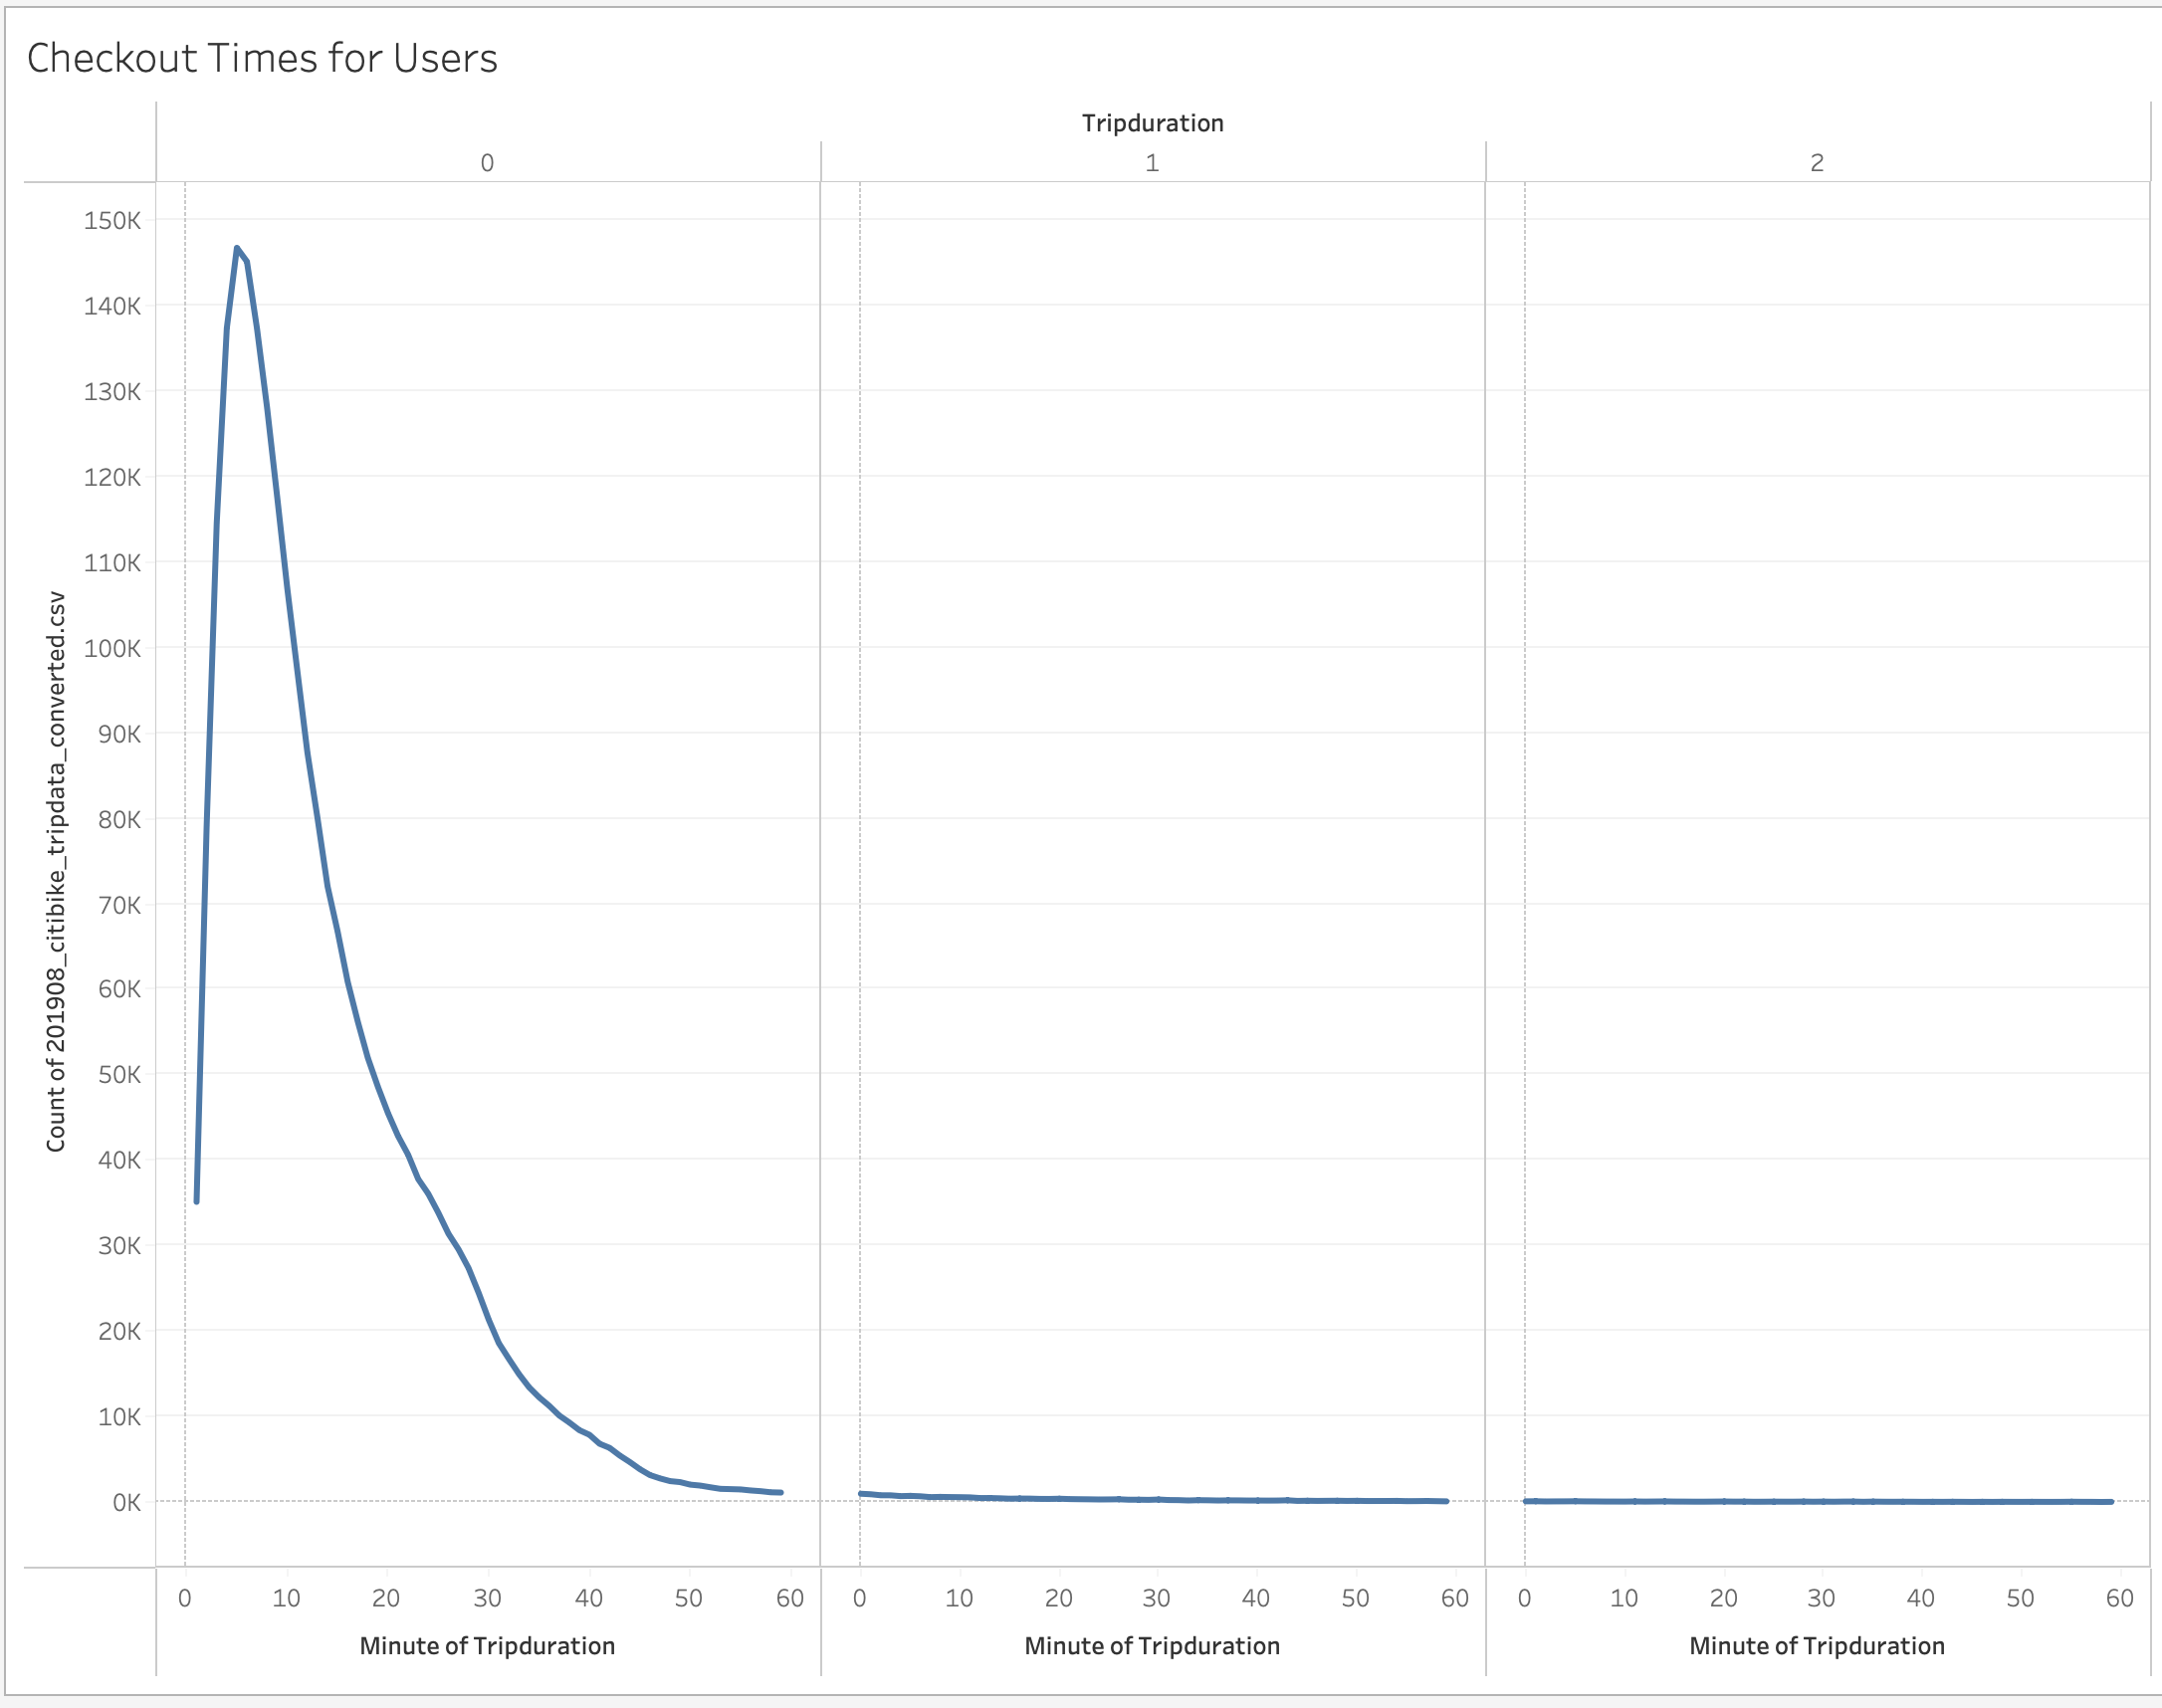 Checkout Times for Users
Tripduration
0 1 2
150K
140K
130K
120K
110K
100K
90K
80K
70K
60K
50K
40K
30K
20K
10K
0K
Count of 201908_citibike_tripdata_converted.csv
0 10 20 30 40 50 60 0 10 20 30 40 50 60 0 10 20 30 40 50 60
Minute of Tripduration Minute of Tripduration Minute of Tripduration